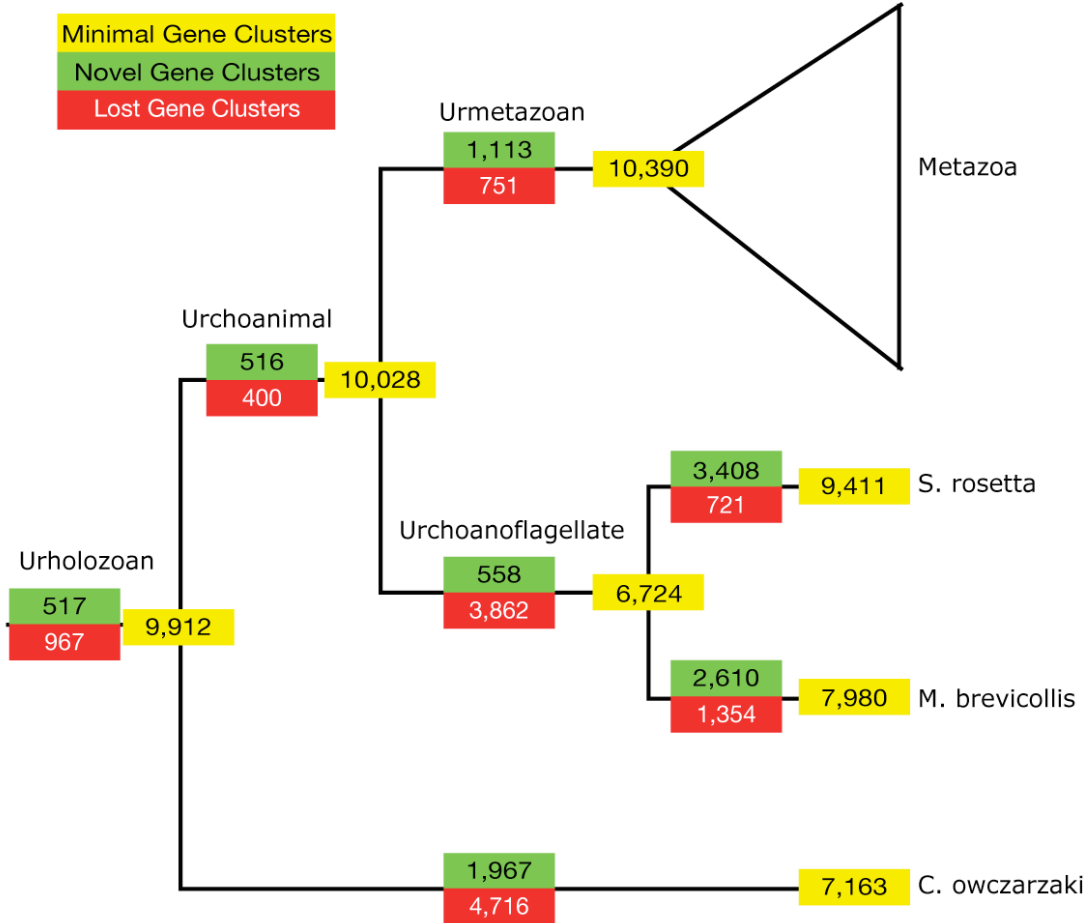 Minimal Gene Clusters
Novel Gene Clusters
Lost Gene Clusters
Urmetazoan
1,113
751
10,390
Metazoa
Urchoanimal
516
400
10,028
3,408
721
9,411
S. rosetta
Urchoanoflagellate
558
3,862
6,724
Urholozoan
517
967
9,912
2,610
1,354
7,980
M. brevicollis
1,967
4,716
7,163
C. owczarzaki